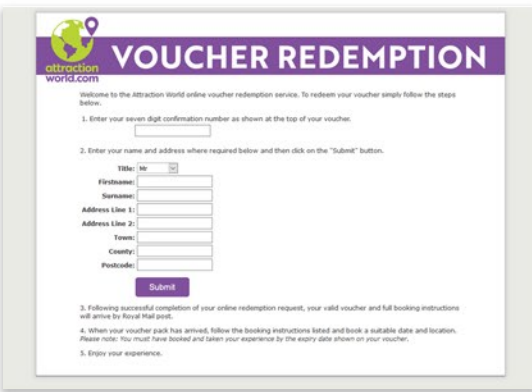 attraction
world.com
VOUCHER REDEMPTION
Welcome to the Attraction World online voucher redemption service. To redeem your voucher simply follow the steps
below.
1. Enter your seven digit confirmation number as shown at the top of your voucher.
2. Enter your name and address where required below and then click on the "Submit" button.
Title: Mr
Firstname:
Surname:
Address Line 1:
Address Line 2:
Town:
County:
Postcode:
Submit
3. Following successful completion of your online redemption request, your valid voucher and full booking instructions
will arrive by Royal Mail post.
4. When your voucher pack has arrived, follow the booking instructions listed and book a suitable date and location.
Please note: You must have booked and taken your experience by the expiry date shown on your voucher.
5. Enjoy your experience.